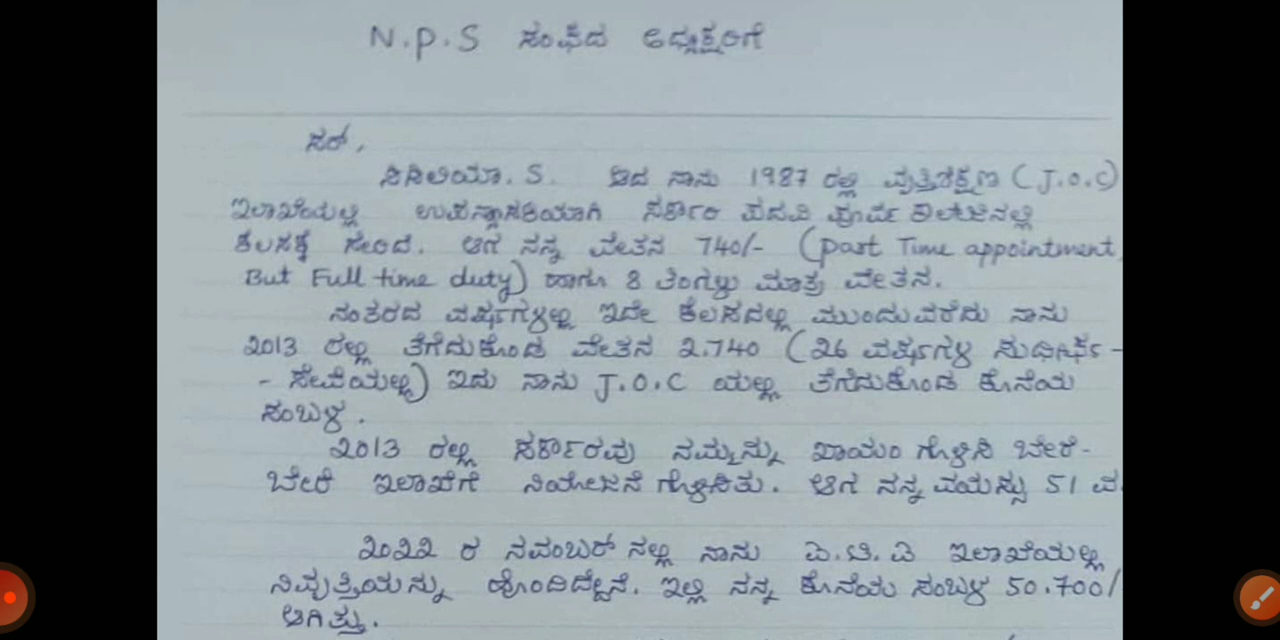 N.P.S ಸಂಘದ ಅಧ್ಯಕ್ಷರಿಗೆ
ಸರ್,
ಸಿಸಿಲಿಯಾ. S. ಆದ ನಾನು 1987 ರಲ್ಲಿ ವೃತ್ತಿಶಿಕ್ಷಣ (J.O.C)
ಇಲಾಖೆಯಲ್ಲಿ ಉಪನ್ಯಾಸಕಿಯಾಗಿ ಸರ್ಕಾರಿ ಪದವಿ ಪೂರ್ವ ಕಾಲೇಜಿನಲ್ಲಿ
ಕೆಲಸಕ್ಕೆ ಸೇರಿದೆ. ಆಗ ನನ್ನ ವೇತನ 740/- (part Time appointment
But Full time duty) ಹಾಗೂ 8 ತಿಂಗಳು ಮಾತ್ರ ವೇತನ.
ನಂತರದ ವರ್ಷಗಳಲ್ಲಿ ಇದೇ ಕೆಲಸದಲ್ಲಿ ಮುಂದುವರೆದು ನಾನು
2013 ರಲ್ಲಿ ತೆಗೆದುಕೊಂಡ ವೇತನ 2.740 (26 ವರ್ಷಗಳ ಸುಧೀರ್ಘ-
- ಸೇವೆಯಲ್ಲಿ) ಇದು ನಾನು J.O.C ಯಲ್ಲಿ ತೆಗೆದುಕೊಂಡ ಕೊನೆಯ
ಸಂಬಳ.
2013 ರಲ್ಲಿ ಸರ್ಕಾರವು ನಮ್ಮನ್ನು ಖಾಯಂ ಗೊಳಿಸಿ ಬೇರೆ-
ಬೇರೆ ಇಲಾಖೆಗೆ ನಿಯೋಜನೆ ಗೊಳಿಸಿತು. ಆಗ ನನ್ನ ವಯಸ್ಸು 51 ವ
2022 ರ ನವಂಬರ್ ನಲ್ಲಿ ನಾನು ಐ.ಟಿ.ಐ ಇಲಾಖೆಯಲ್ಲಿ
ನಿವೃತ್ತಿಯನ್ನು ಹೊಂದಿದ್ದೇನೆ. ಇಲ್ಲಿ ನನ್ನ ಕೊನೆಯ ಸಂಬಳ 50.700/
ಆಗಿತ್ತು.